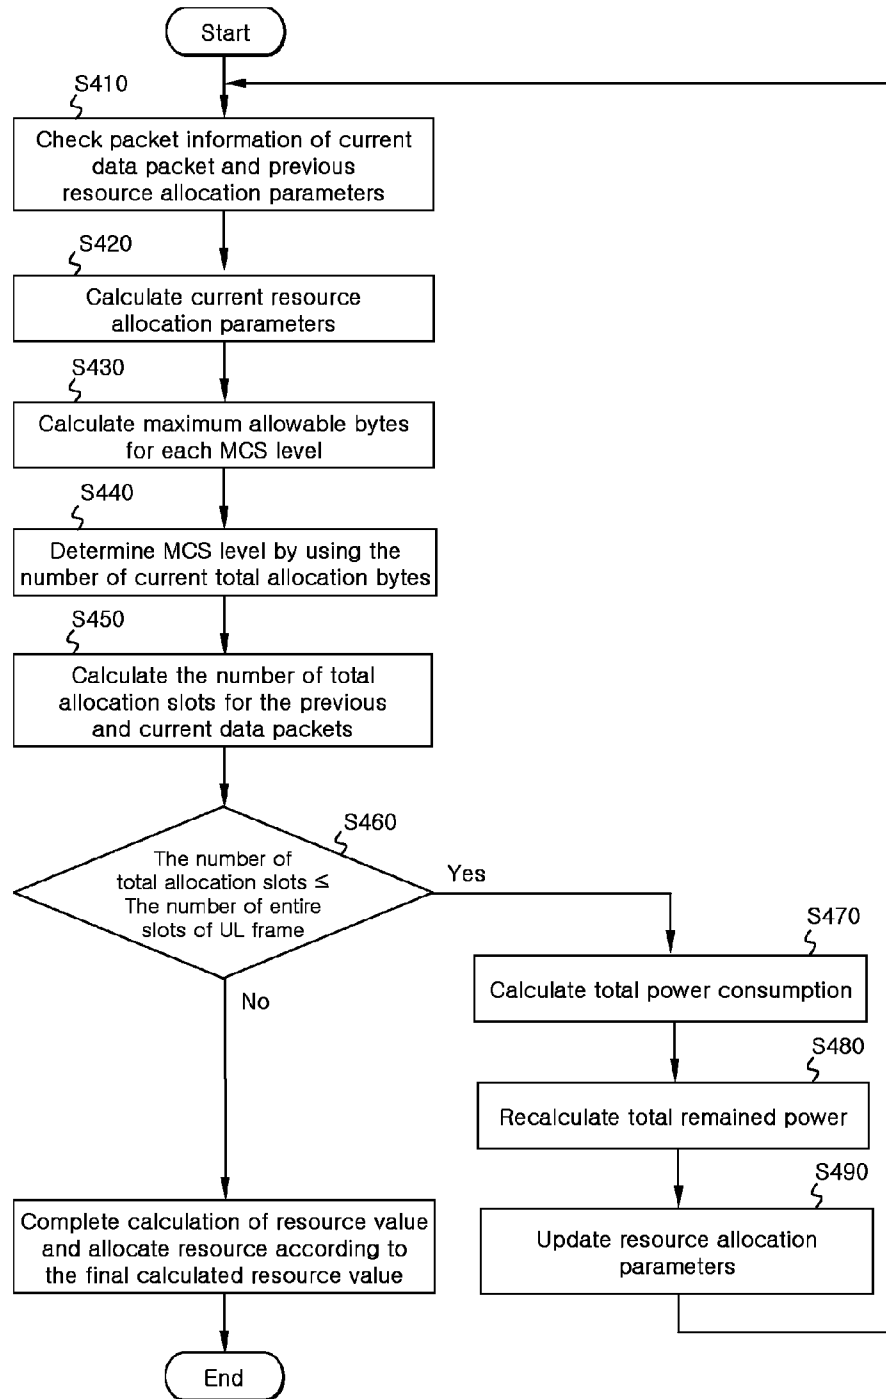 Start
S410
Check packet information of current
data packet and previous
resource allocation parameters
S420
Calculate current resource
allocation parameters
S430
Calculate maximum allowable bytes
for each MCS level
S440
Determine MCS level by using the
number of current total allocation bytes
S450
Calculate the number of total
allocation slots for the previous
and current data packets
S460
The number of
total allocation slots ≤
The number of entire
slots of UL frame
Yes
No
S470
Calculate total power consumption
S480
Recalculate total remained power
S490
Update resource allocation
parameters
Complete calculation of resource value
and allocate resource according to
the final calculated resource value
End